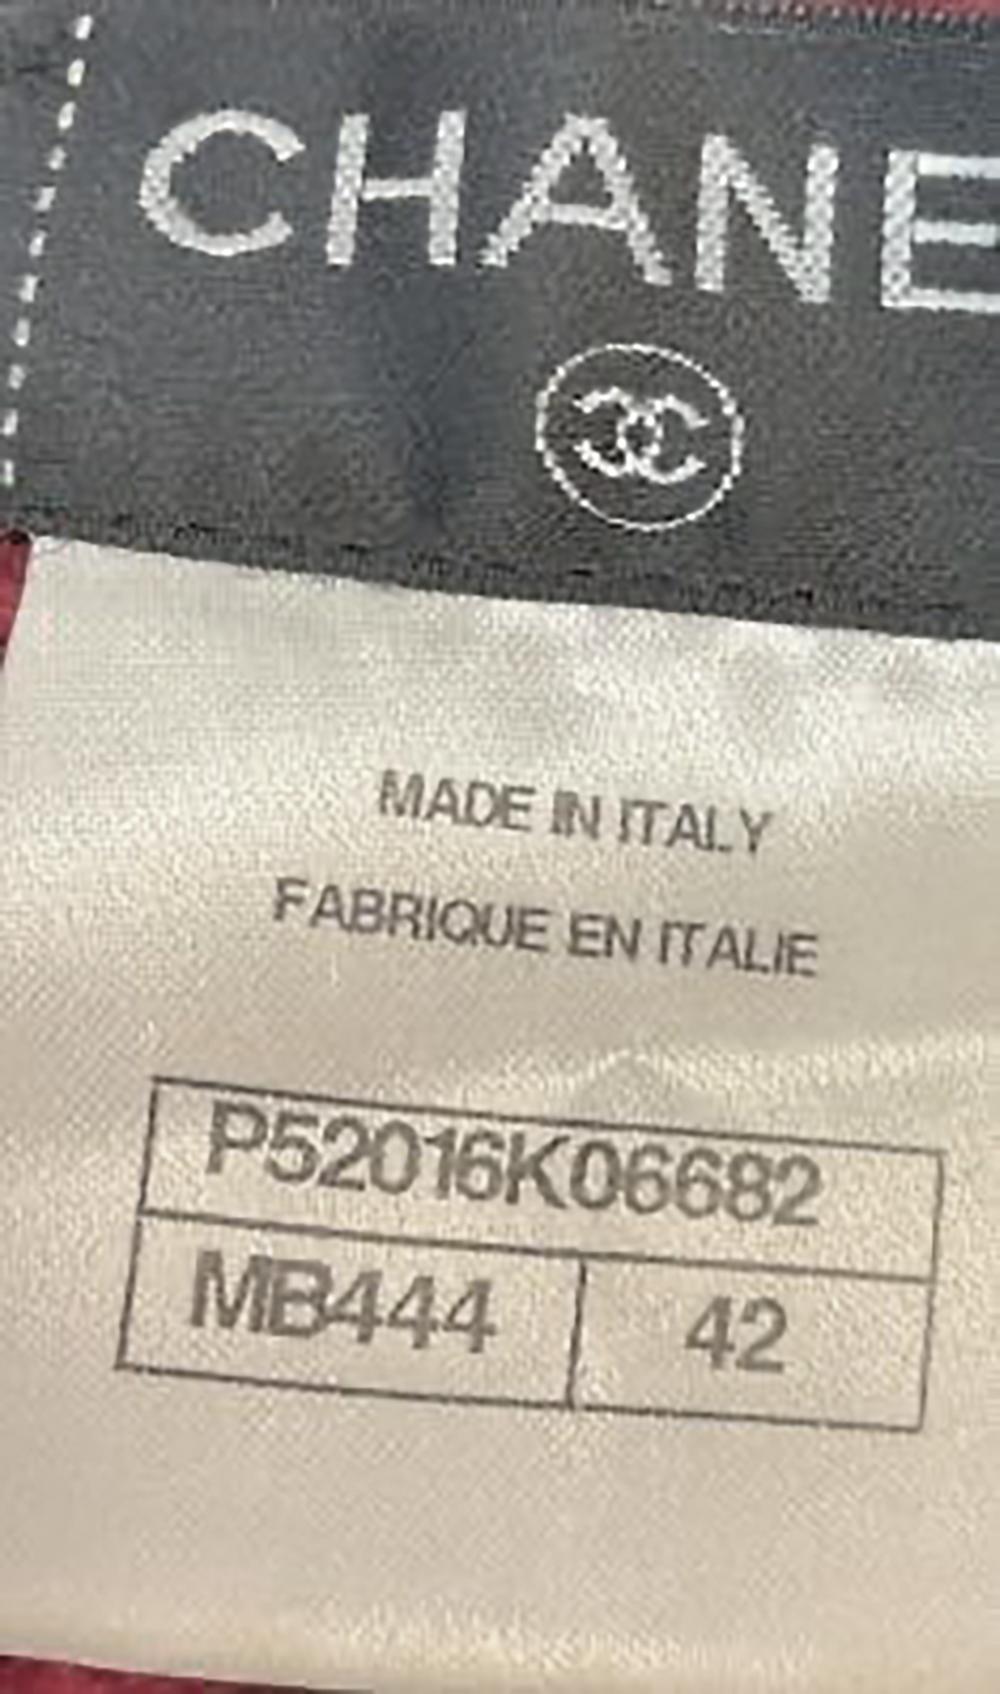 CHANE
MADE IN ITALY
FABRIQUE EN ITALIE
P52016K06682
MB444 42